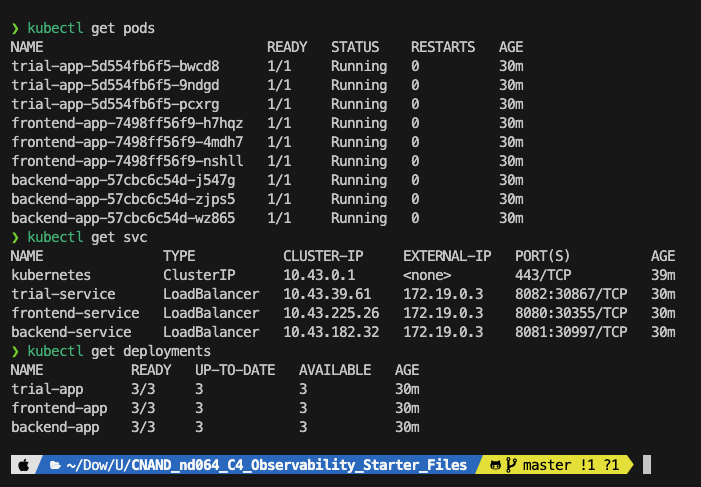 ❯ kubectl get pods
NAME                            READY   STATUS    RESTARTS   AGE
trial-app-5d554fb6f5-bwcd8      1/1     Running   0          30m
trial-app-5d554fb6f5-9ndgd      1/1     Running   0          30m
trial-app-5d554fb6f5-pcxrg      1/1     Running   0          30m
frontend-app-7498ff56f9-h7hqz   1/1     Running   0          30m
frontend-app-7498ff56f9-4mdh7   1/1     Running   0          30m
frontend-app-7498ff56f9-nshll   1/1     Running   0          30m
backend-app-57cbc6c54d-j547g    1/1     Running   0          30m
backend-app-57cbc6c54d-zjps5    1/1     Running   0          30m
backend-app-57cbc6c54d-wz865    1/1     Running   0          30m
❯ kubectl get svc
NAME               TYPE           CLUSTER-IP      EXTERNAL-IP   PORT(S)          AGE
kubernetes         ClusterIP      10.43.0.1       <none>        443/TCP          39m
trial-service      LoadBalancer   10.43.39.61     172.19.0.3    8082:30867/TCP   30m
frontend-service   LoadBalancer   10.43.225.26    172.19.0.3    8080:30355/TCP   30m
backend-service    LoadBalancer   10.43.182.32    172.19.0.3    8081:30997/TCP   30m
❯ kubectl get deployments
NAME           READY   UP-TO-DATE   AVAILABLE   AGE
trial-app      3/3     3            3           30m
frontend-app   3/3     3            3           30m
backend-app    3/3     3            3           30m
~/Dow/U/CNAND_nd064_C4_Observability_Starter_Files master !1 ?1